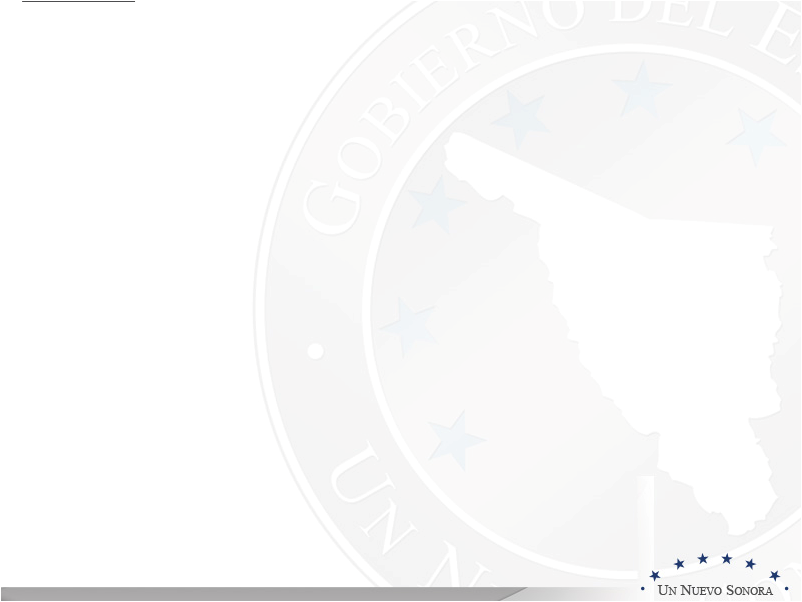 GOBIERNO DEL E
UN N
• UN NUEVO SONORA •